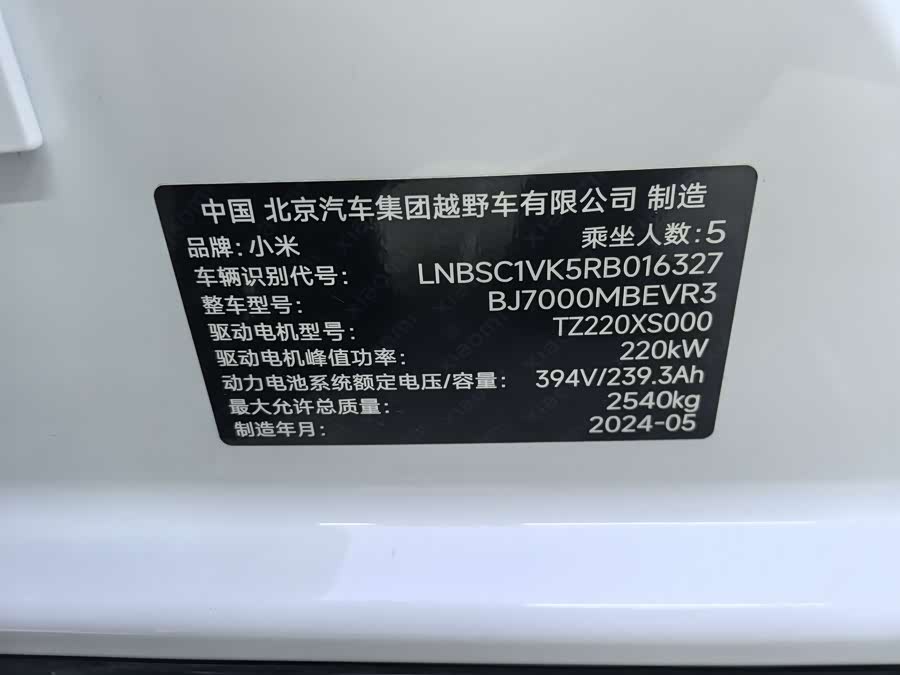 中国 北京汽车集团越野车有限公司 制造
品牌：小米 乘坐人数：5
车辆识别代号： LNBSC1VK5RB016327
整车型号： BJ7000MBEVR3
驱动电机型号： TZ220XS000
驱动电机峰值功率： 220kW
动力电池系统额定电压/容量： 394V/239.3Ah
最大允许总质量： 2540kg
制造年月： 2024-05